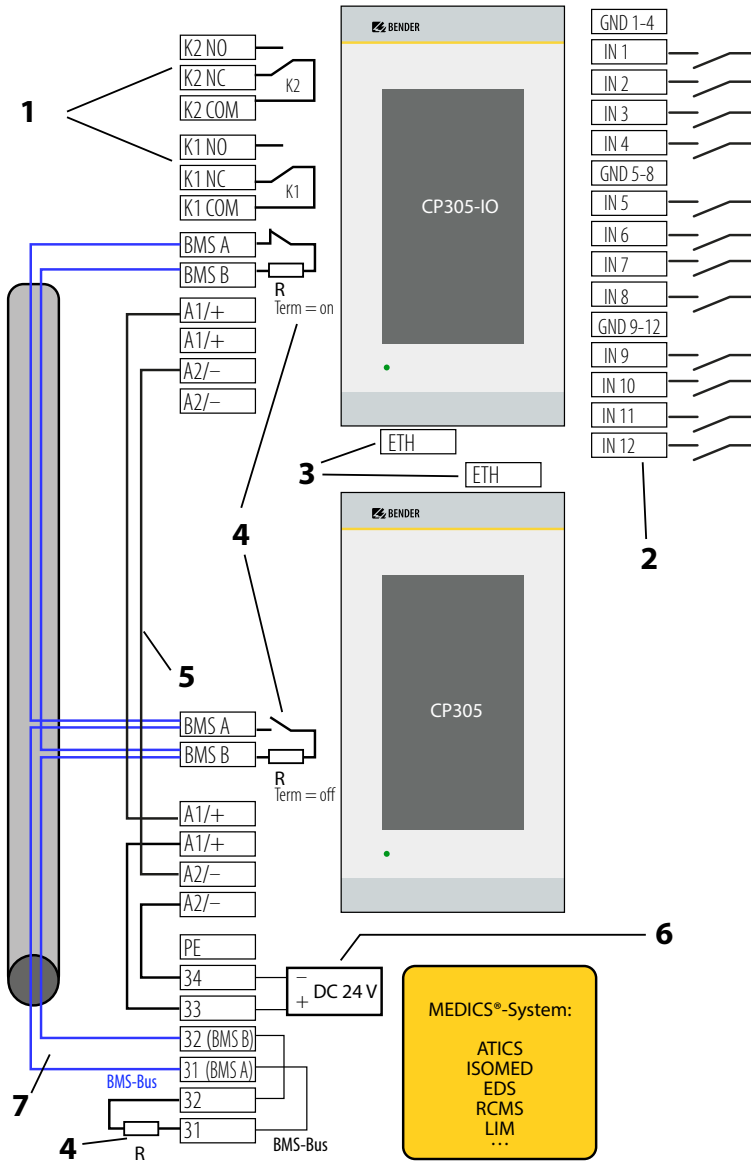 K2 NO
K2 NC
K2 COM
K2
1
K1 NO
K1 NC
K1 COM
K1
BMS A
BMS B
R
Term = on
A1/+
A1/+
A2/−
A2/−
BENDER
CP305-IO
GND 1-4
IN 1
IN 2
IN 3
IN 4
GND 5-8
IN 5
IN 6
IN 7
IN 8
GND 9-12
IN 9
IN 10
IN 11
IN 12
2
ETH
3
ETH
4
5
BENDER
CP305
BMS A
BMS B
R
Term = off
A1/+
A1/+
A2/−
A2/−
PE
34
33
− DC 24 V
+
6
32 (BMS B)
31 (BMS A)
32
31
BMS-Bus
7
4
R
BMS-Bus
MEDICS®-System:
ATICS
ISOMED
EDS
RCMS
LIM
...